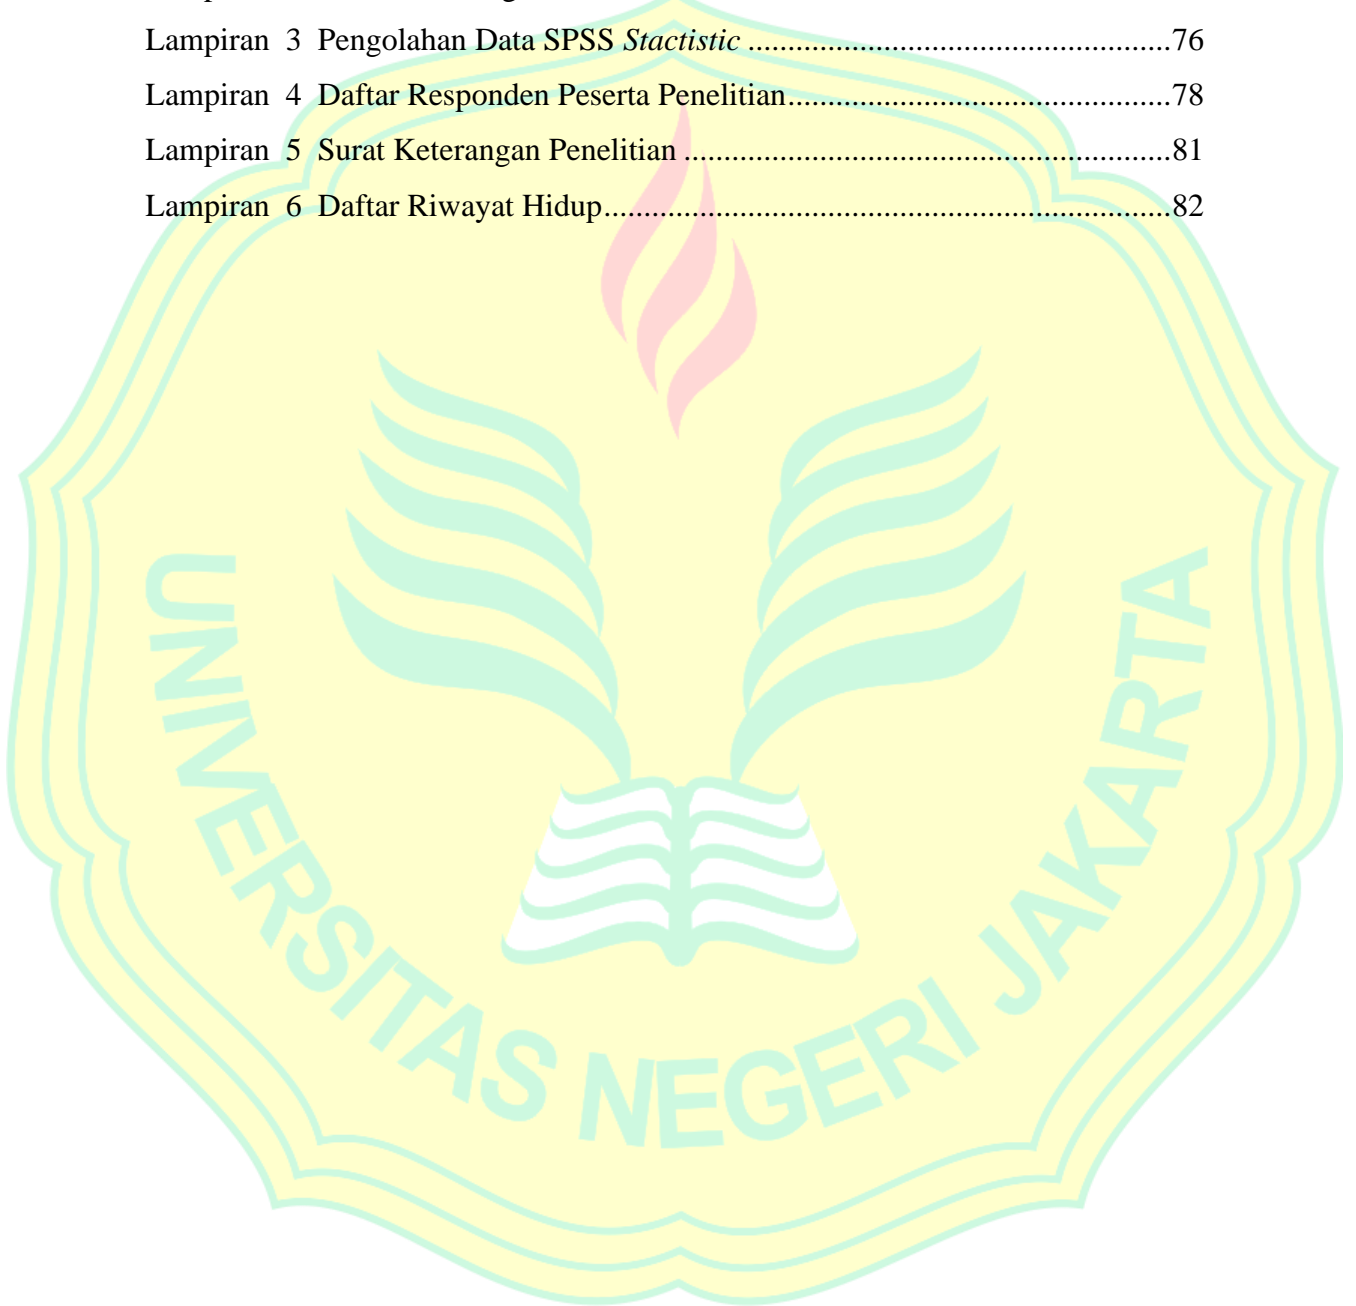 Lampiran 3 Pengolahan Data SPSS Stactistic ....................................................76
Lampiran 4 Daftar Responden Peserta Penelitian................................................78
Lampiran 5 Surat Keterangan Penelitian ............................................................81
Lampiran 6 Daftar Riwayat Hidup......................................................................82
UNIVERSITAS NEGERI JAKARTA